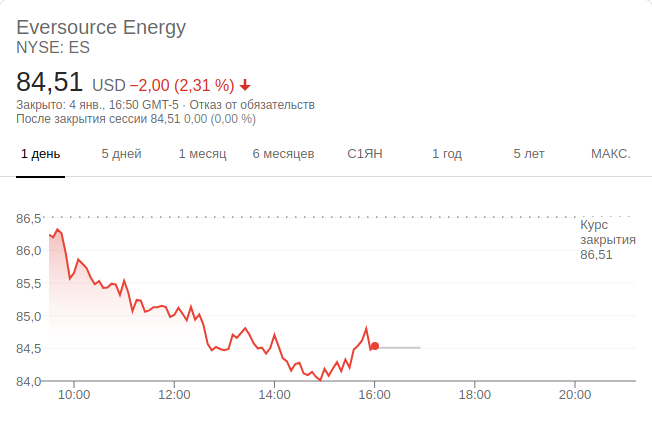 Eversource Energy
NYSE: ES
84,51 USD −2,00 (2,31 %)
Закрыто: 4 янв., 16:50 GMT-5 · Отказ от обязательств
После закрытия сессии 84,51 0,00 (0,00 %)
1 день 5 дней 1 месяц 6 месяцев С1ЯН 1 год 5 лет МАКС.
86,5
Курс
закрытия
86,51
86,0
85,5
85,0
84,5
84,0
10:00 12:00 14:00 16:00 18:00 20:00